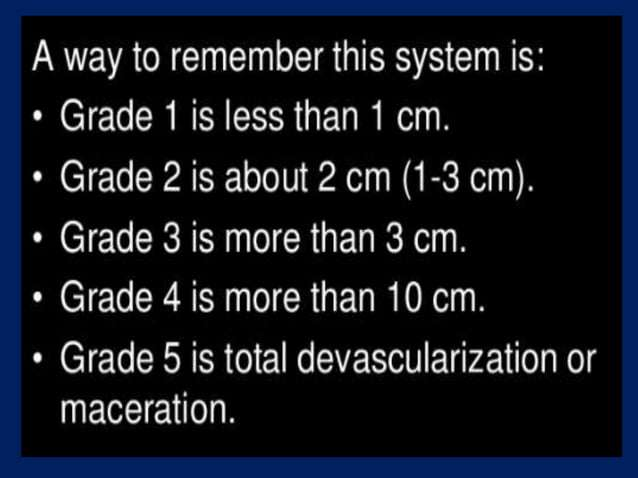 A way to remember this system is:
• Grade 1 is less than 1 cm.
• Grade 2 is about 2 cm (1-3 cm).
• Grade 3 is more than 3 cm.
• Grade 4 is more than 10 cm.
• Grade 5 is total devascularization or
maceration.